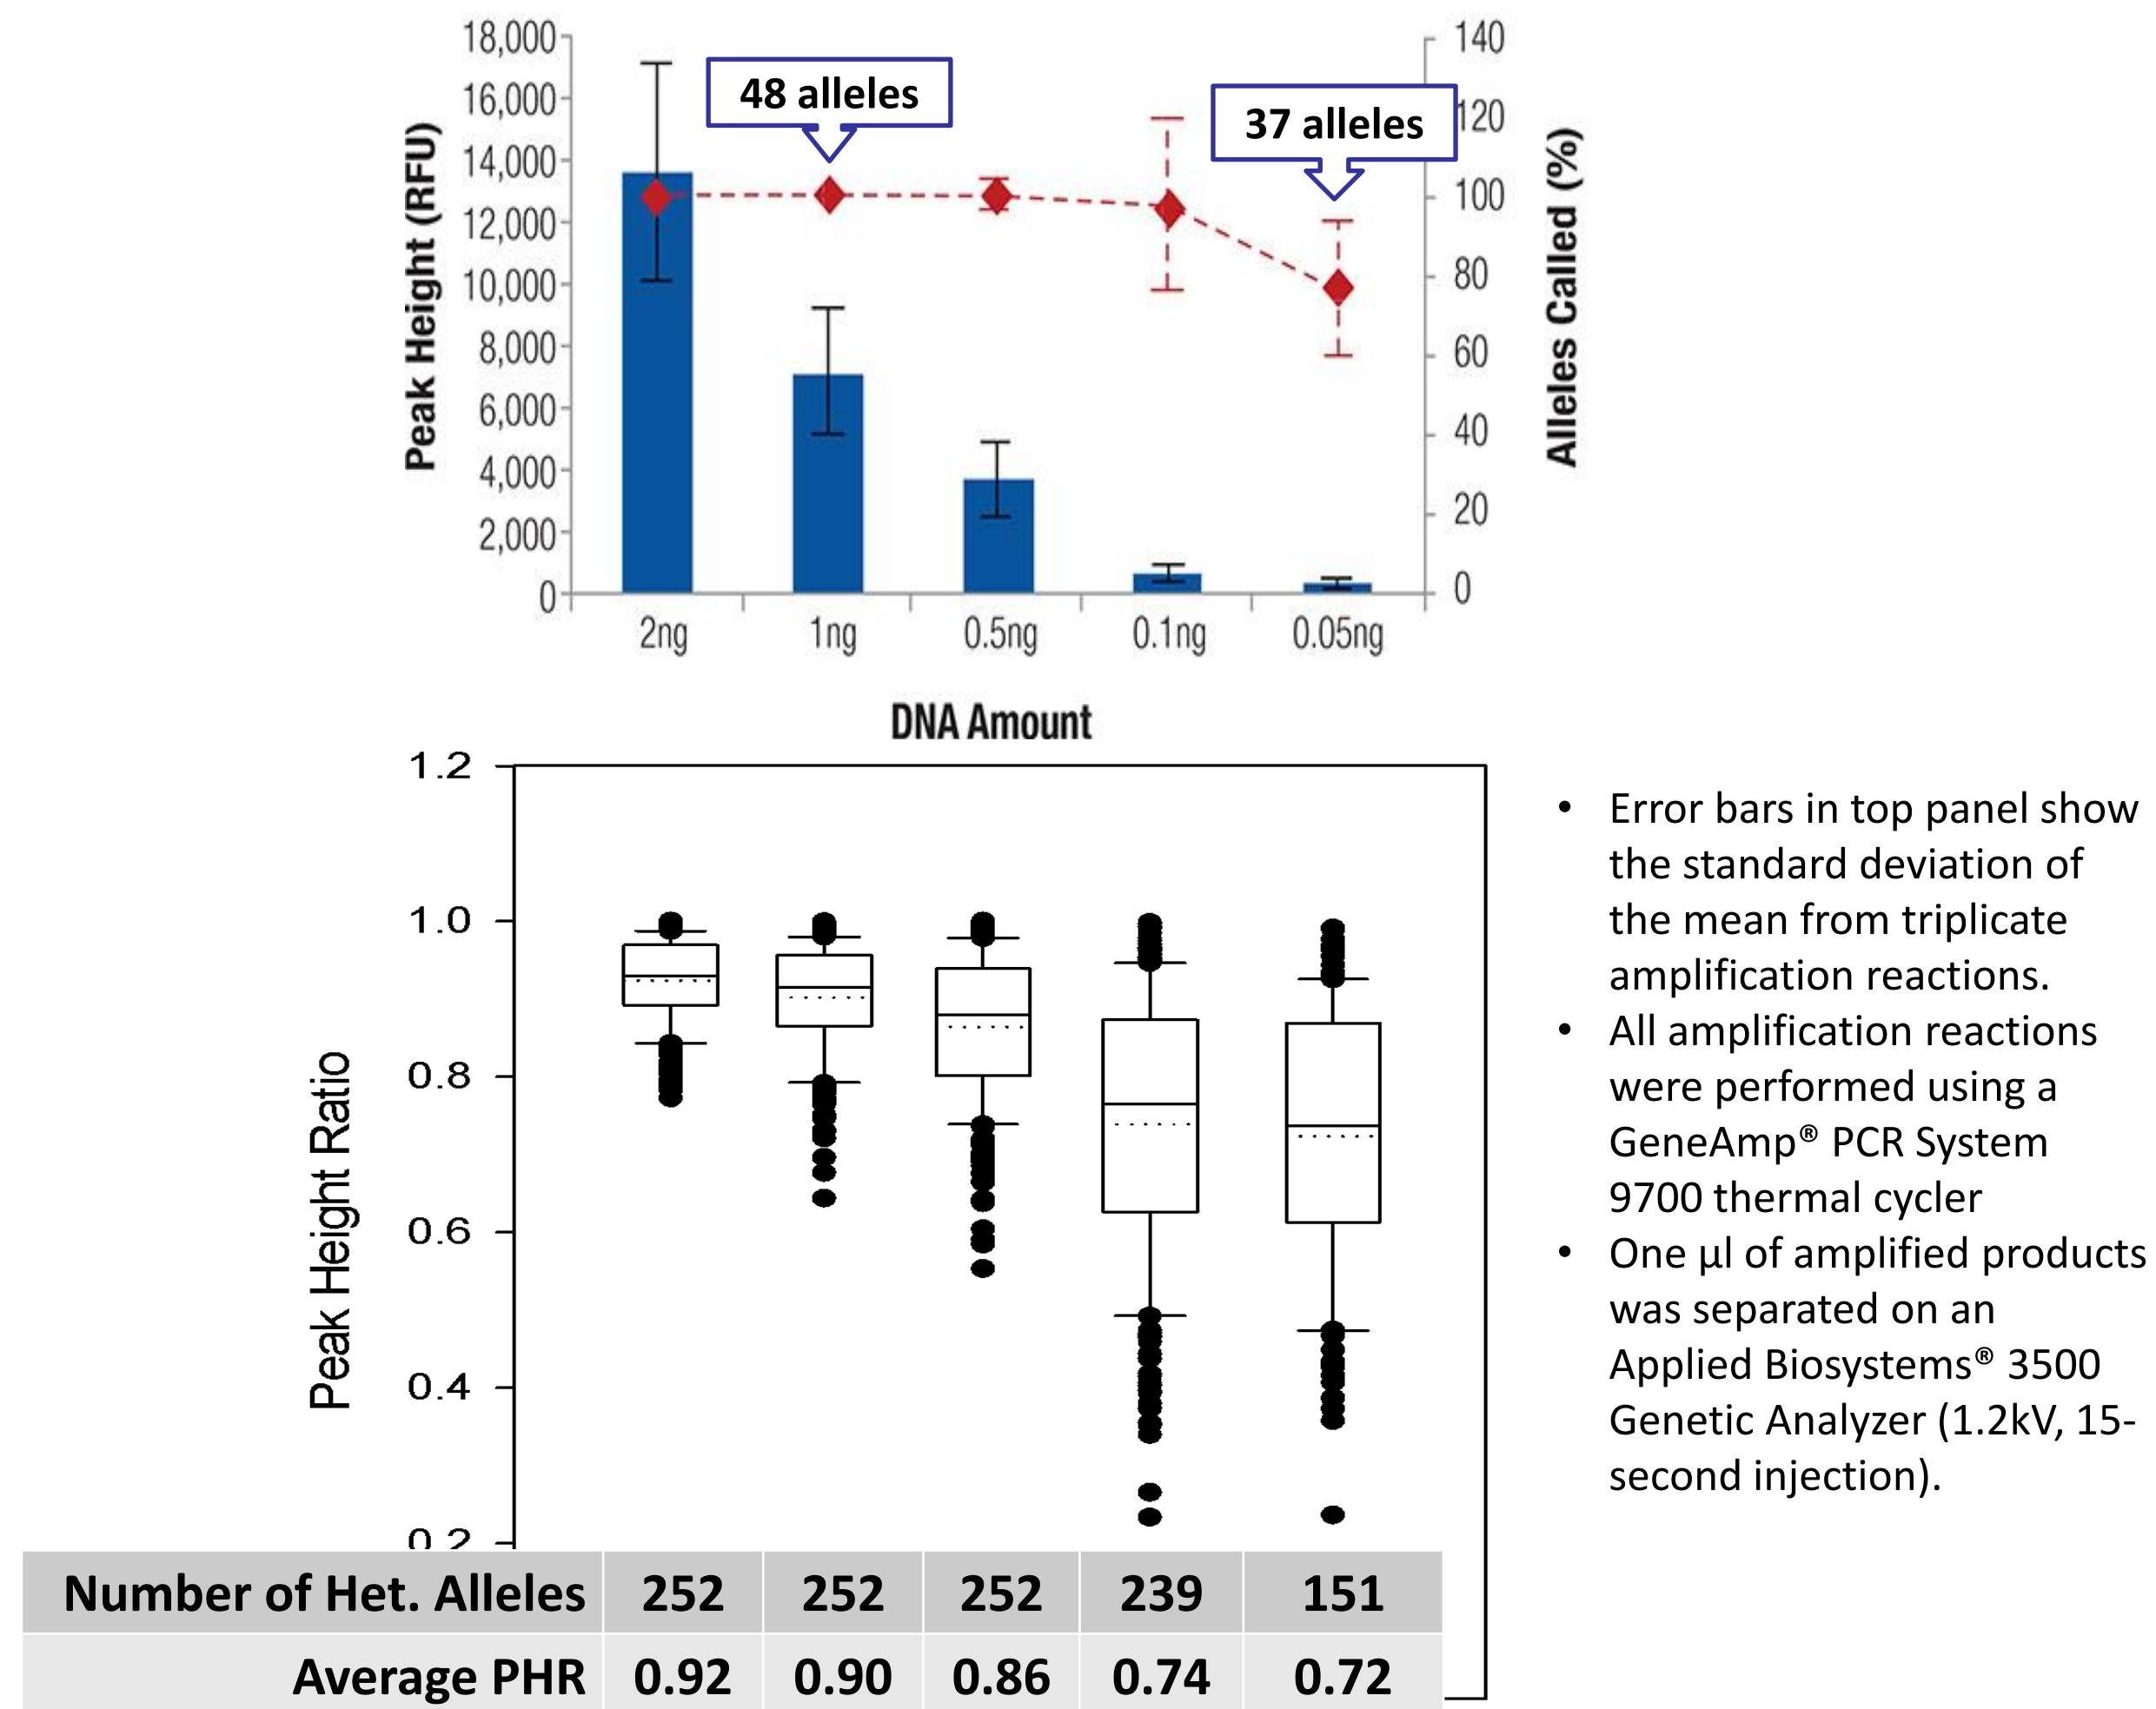 18,000
16,000
14,000
12,000
10,000
8,000
6,000
4,000
2,000
0
Peak Height (RFU)
48 alleles
37 alleles
140
120
100
80
60
40
20
0
Alleles Called (%)
2ng 1ng 0.5ng 0.1ng 0.05ng
DNA Amount
1.2
1.0
0.8
0.6
0.4
0.2
Peak Height Ratio
Number of Het. Alleles 252 252 252 239 151
Average PHR 0.92 0.90 0.86 0.74 0.72
• Error bars in top panel show
the standard deviation of
the mean from triplicate
amplification reactions.
• All amplification reactions
were performed using a
GeneAmp® PCR System
9700 thermal cycler
• One µl of amplified products
was separated on an
Applied Biosystems® 3500
Genetic Analyzer (1.2kV, 15-
second injection).